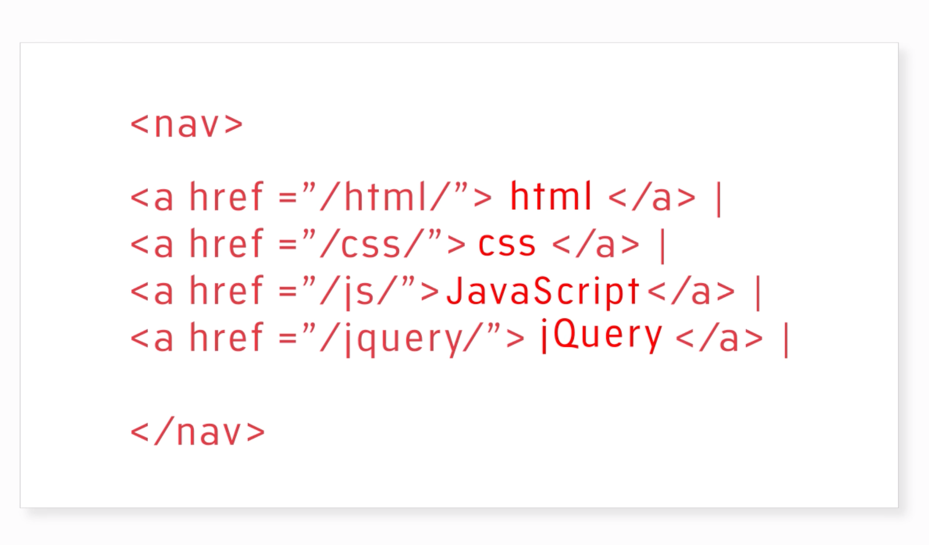 <nav>
<a href =”/html/”> html </a> |
<a href =”/css/”> css </a> |
<a href =”/js/”>JavaScript</a> |
<a href =”/jquery/”> jQuery </a> |
</nav>